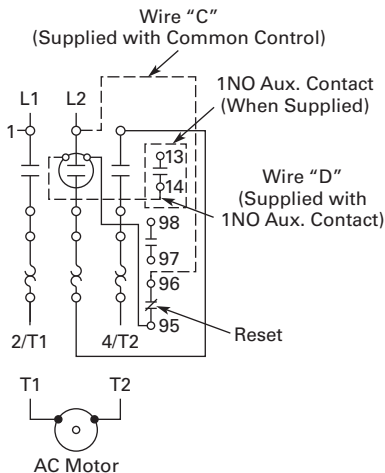 Wire “C”
(Supplied with Common Control)
1NO Aux. Contact
(When Supplied)
L1 L2
1
13
14
Wire “D”
(Supplied with
1NO Aux. Contact)
98
97
96
95
Reset
2/T1 4/T2
T1 T2
AC Motor